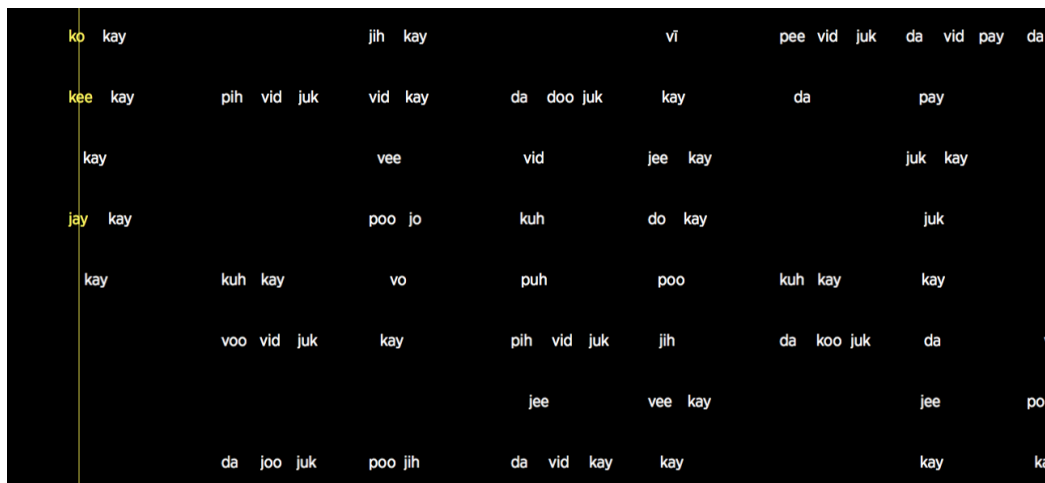 ko kay jih kay vī pee vid juk da vid pay da
kee kay pih vid juk vid kay da doo juk kay da pay
kay vee vid jee kay juk kay
jay kay poo jo kuh do kay juk
kay kuh kay vo puh poo kuh kay kay
voo vid juk kay pih vid juk jih da koo juk da
jee vee kay jee po
da joo juk poo jih da vid kay kay kay